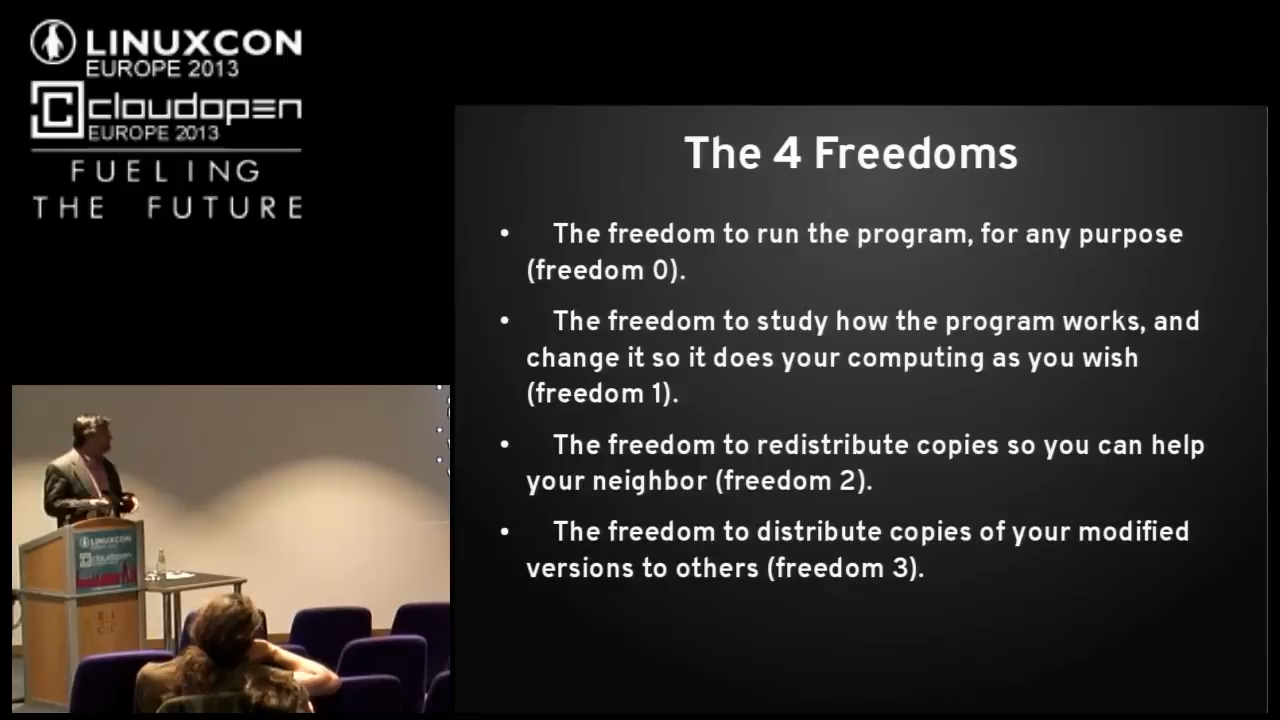 LINUXCON
EUROPE 2013
cloudopen
EUROPE 2013
FUELING
THE FUTURE
The 4 Freedoms
• The freedom to run the program, for any purpose
(freedom 0).
• The freedom to study how the program works, and
change it so it does your computing as you wish
(freedom 1).
• The freedom to redistribute copies so you can help
your neighbor (freedom 2).
• The freedom to distribute copies of your modified
versions to others (freedom 3).
LINUXCON
cloudopen